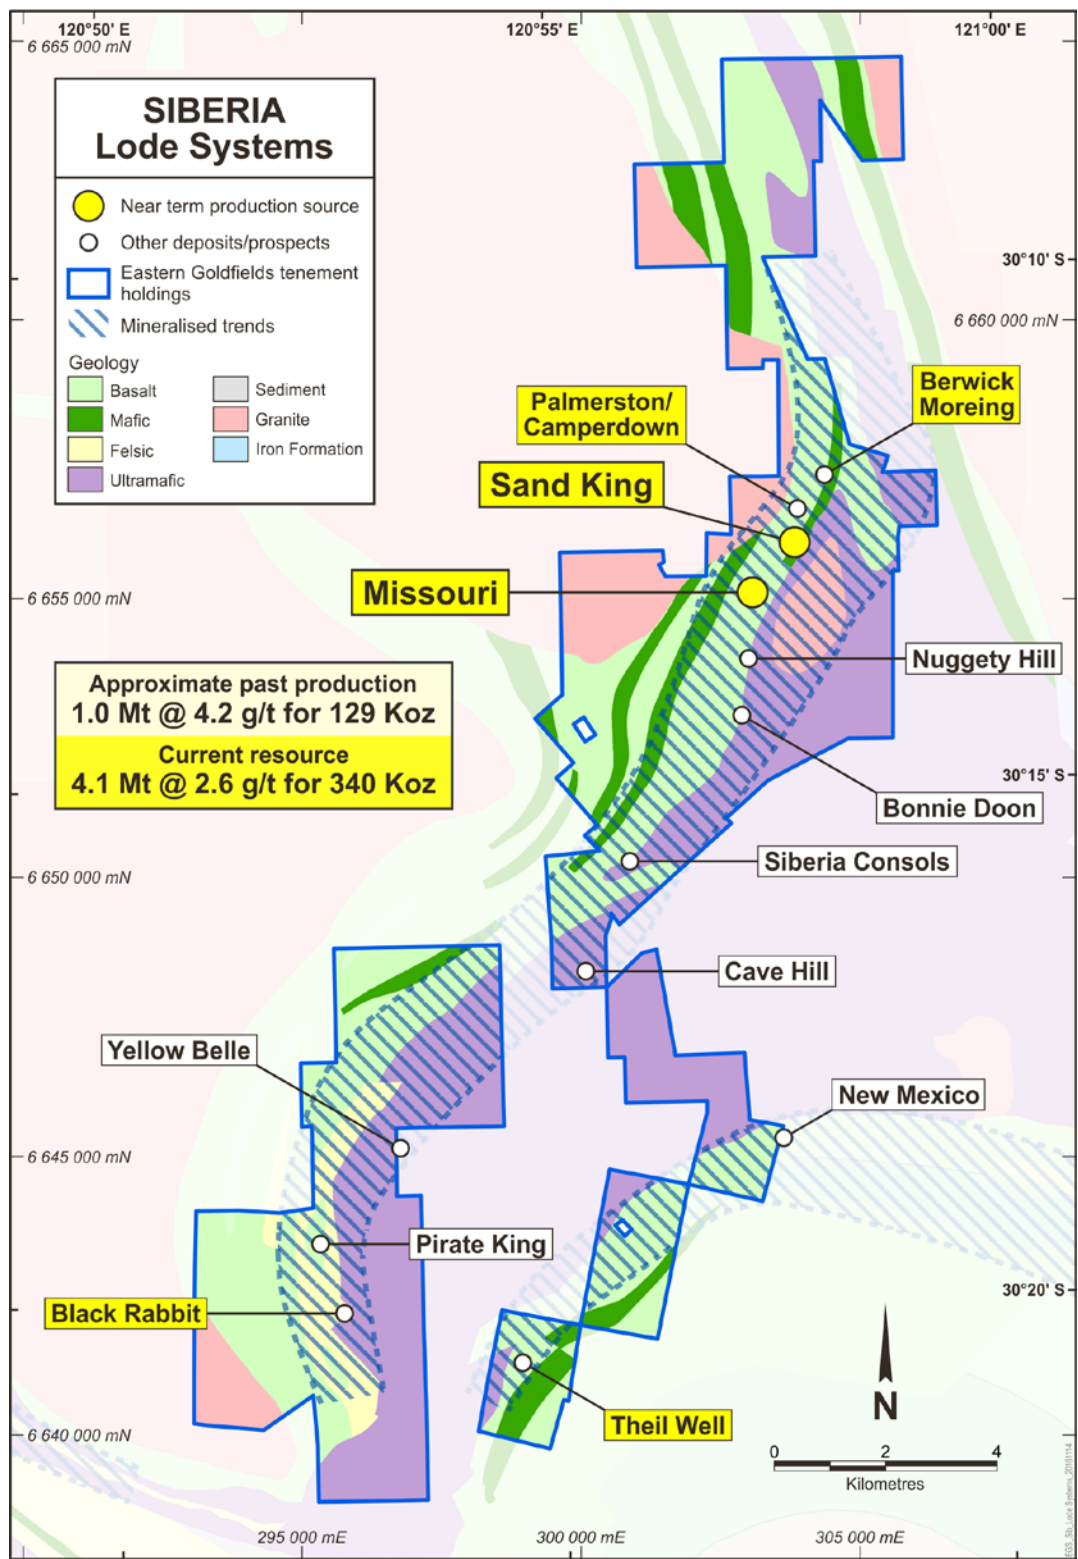 120°50' E
120°55' E
121°00' E
6 665 000 mN
SIBERIA
Lode Systems
Near term production source
Other deposits/prospects
Eastern Goldfields tenement
holdings
Mineralised trends
Geology
Basalt
Sediment
Mafic
Granite
Felsic
Iron Formation
Ultramafic
30°10' S
6 660 000 mN
Berwick
Moreing
Palmerston/
Camperdown
Sand King
Missouri
6 655 000 mN
Nuggety Hill
Approximate past production
1.0 Mt @ 4.2 g/t for 129 Koz
Current resource
4.1 Mt @ 2.6 g/t for 340 Koz
30°15' S
Bonnie Doon
Siberia Consols
6 650 000 mN
Cave Hill
Yellow Belle
New Mexico
6 645 000 mN
Pirate King
30°20' S
Black Rabbit
N
Theil Well
6 640 000 mN
0 2 4
Kilometres
295 000 mE
300 000 mE
305 000 mE
EGS_Sib_Lode Systems_20161114